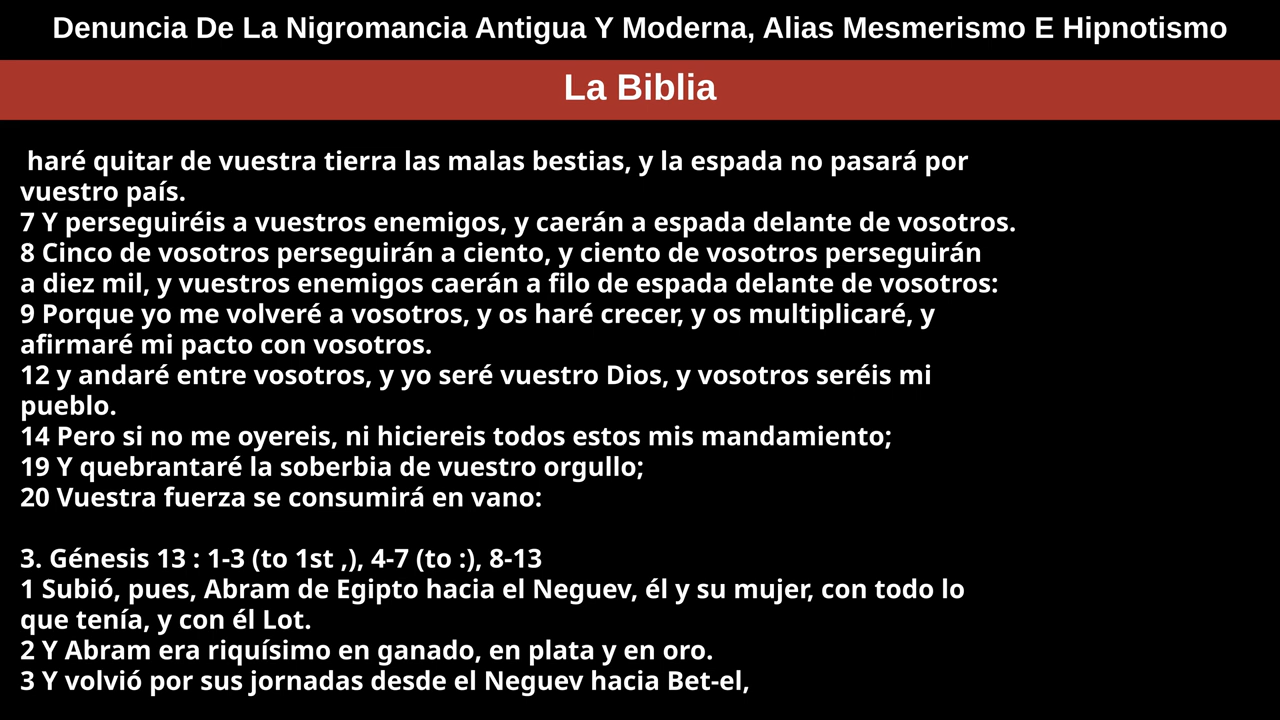 Denuncia De La Nigromancia Antigua Y Moderna, Alias Mesmerismo E Hipnotismo
La Biblia
haré quitar de vuestra tierra las malas bestias, y la espada no pasará por
vuestro país.
7 Y perseguiréis a vuestros enemigos, y caerán a espada delante de vosotros.
8 Cinco de vosotros perseguirán a ciento, y ciento de vosotros perseguirán
a diez mil, y vuestros enemigos caerán a filo de espada delante de vosotros:
9 Porque yo me volveré a vosotros, y os haré crecer, y os multiplicaré, y
afirmaré mi pacto con vosotros.
12 y andaré entre vosotros, y yo seré vuestro Dios, y vosotros seréis mi
pueblo.
14 Pero si no me oyereis, ni hiciereis todos estos mis mandamiento;
19 Y quebrantaré la soberbia de vuestro orgullo;
20 Vuestra fuerza se consumirá en vano:
3. Génesis 13 : 1-3 (to 1st ,), 4-7 (to :), 8-13
1 Subió, pues, Abram de Egipto hacia el Neguev, él y su mujer, con todo lo
que tenía, y con él Lot.
2 Y Abram era riquísimo en ganado, en plata y en oro.
3 Y volvió por sus jornadas desde el Neguev hacia Bet-el,